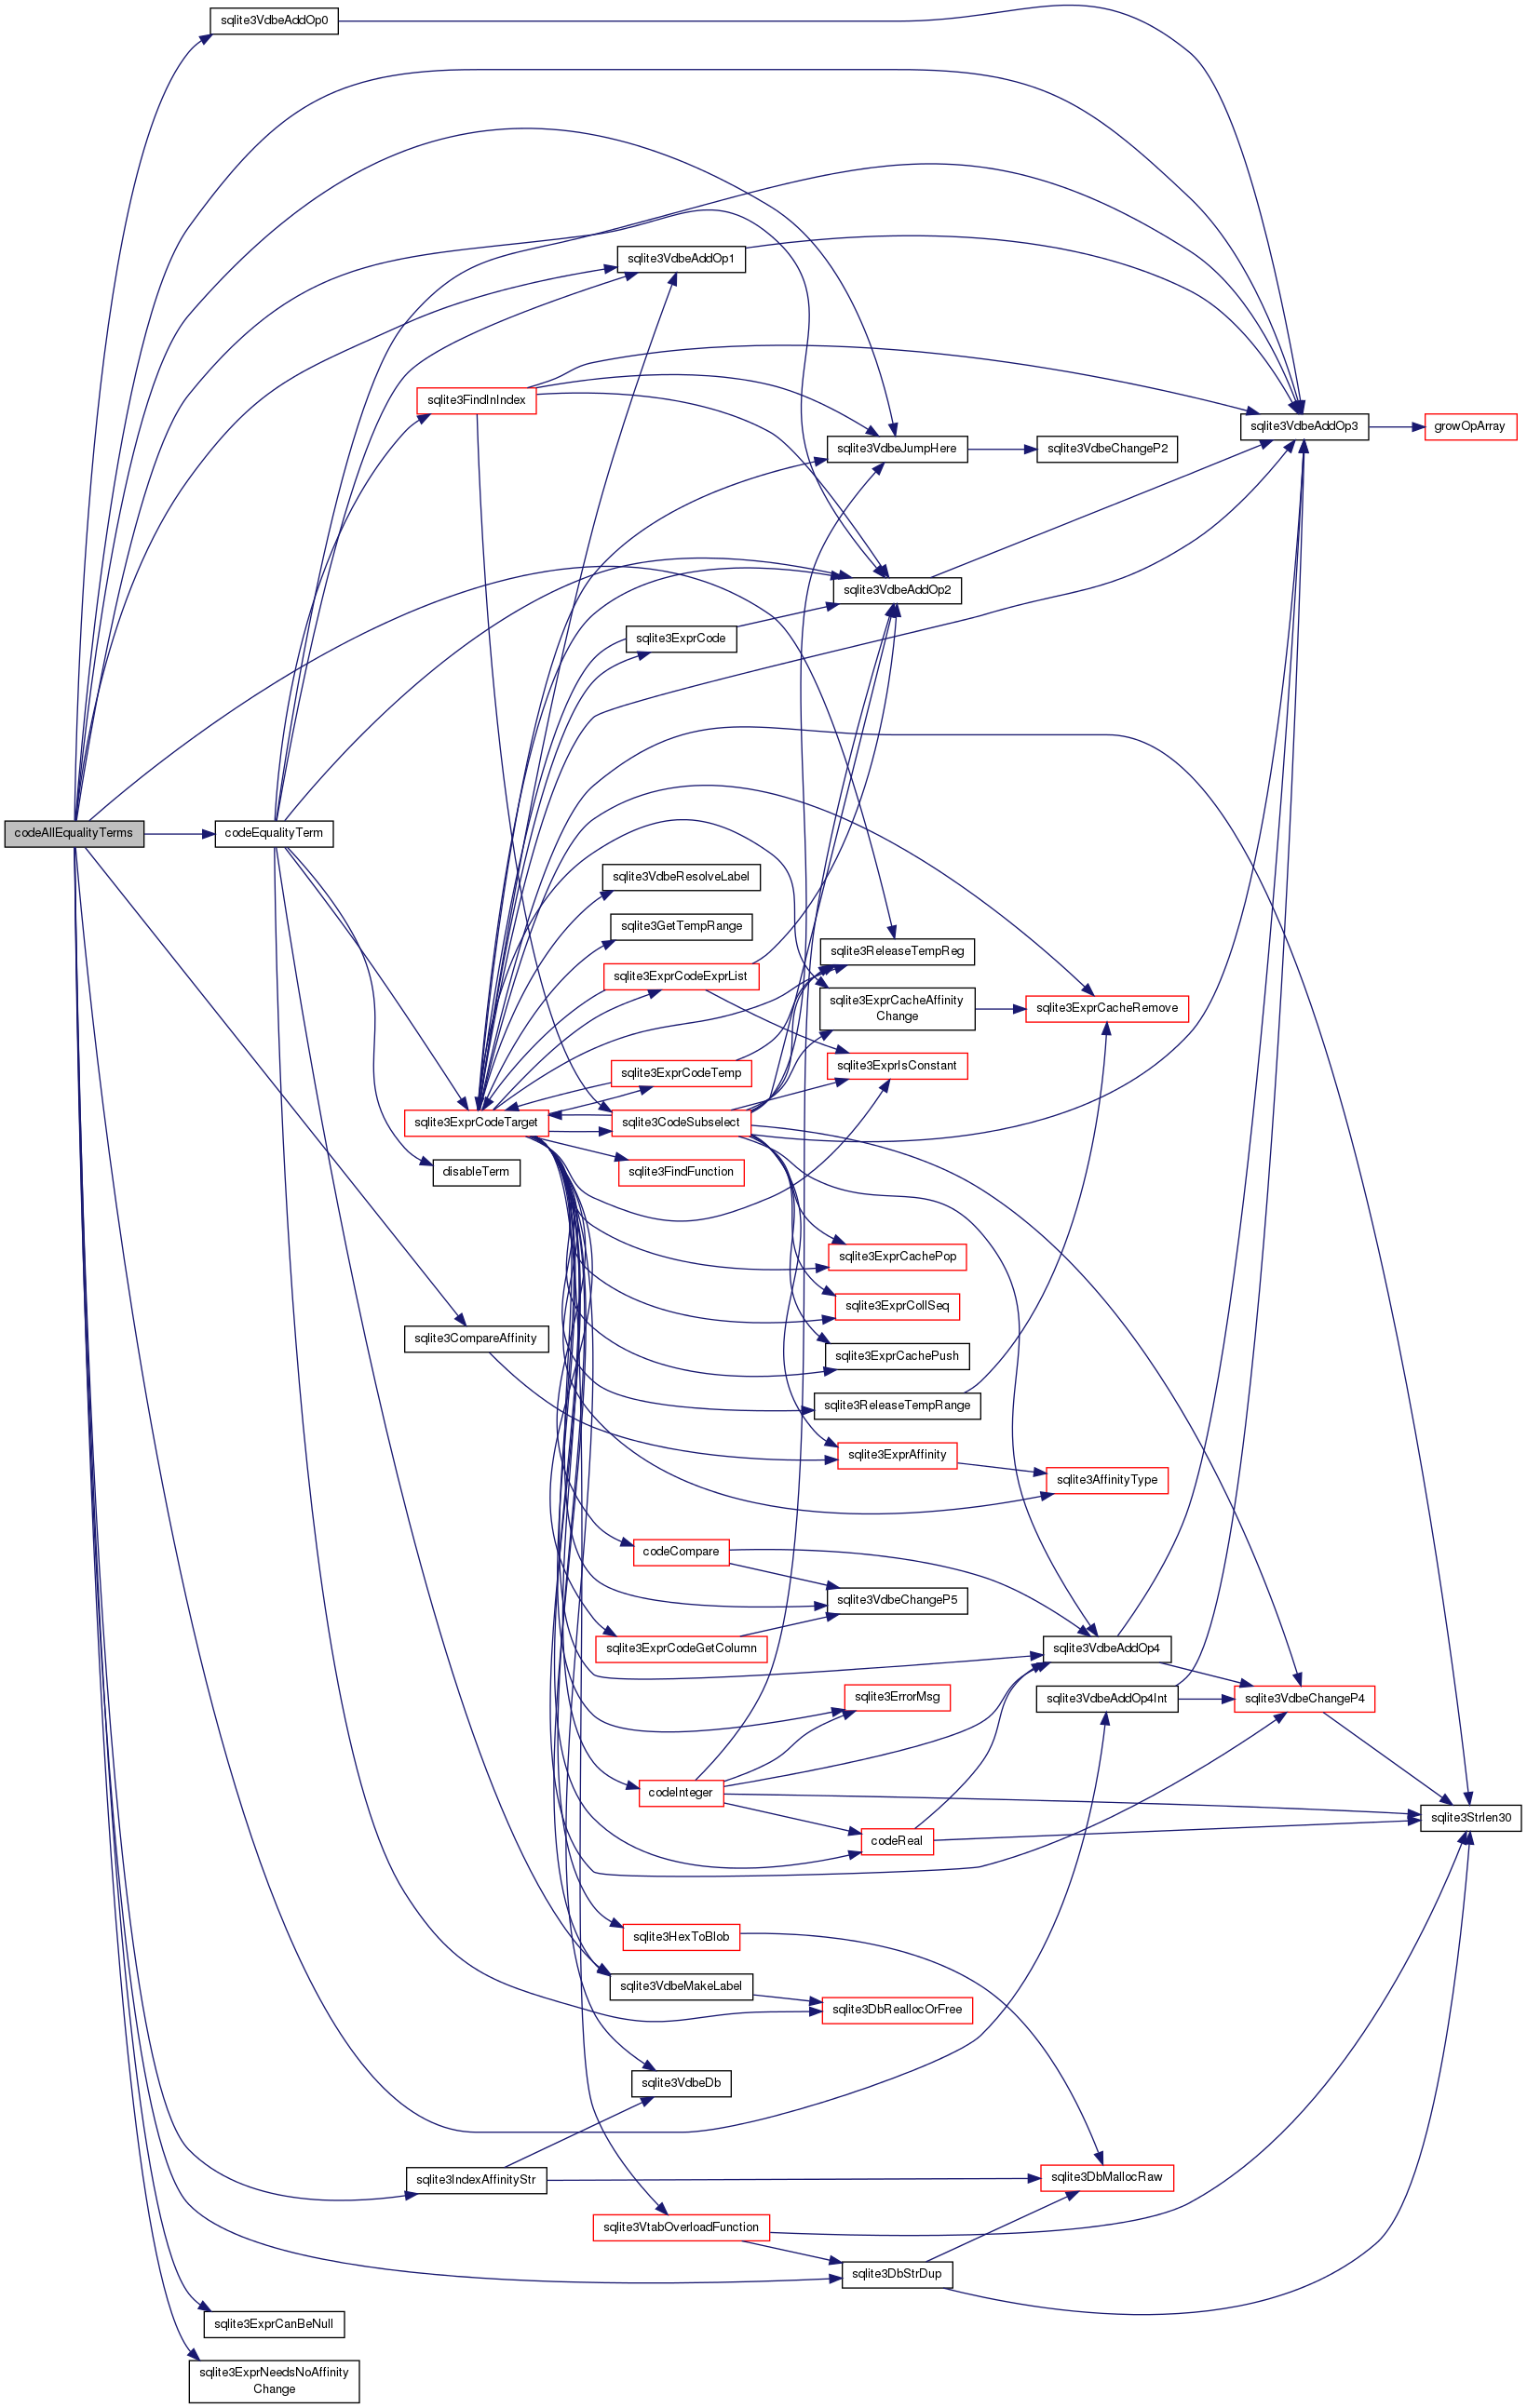 sqlite3VdbeAddOp0
sqlite3VdbeAddOp1
sqlite3FindInIndex
sqlite3VdbeAddOp3
growOpArray
sqlite3VdbeJumpHere
sqlite3VdbeChangeP2
sqlite3VdbeAddOp2
sqlite3ExprCode
codeAllEqualityTerms
codeEqualityTerm
sqlite3VdbeResolveLabel
sqlite3GetTempRange
sqlite3ReleaseTempReg
sqlite3ExprCodeExprList
sqlite3ExprCacheAffinity
Change
sqlite3ExprCacheRemove
sqlite3ExprIsConstant
sqlite3ExprCodeTemp
sqlite3ExprCodeTarget
sqlite3CodeSubselect
disableTerm
sqlite3FindFunction
sqlite3ExprCachePop
sqlite3ExprCollSeq
sqlite3CompareAffinity
sqlite3ExprCachePush
sqlite3ReleaseTempRange
sqlite3ExprAffinity
sqlite3AffinityType
codeCompare
sqlite3VdbeChangeP5
sqlite3ExprCodeGetColumn
sqlite3VdbeAddOp4
sqlite3ErrorMsg
sqlite3VdbeAddOp4Int
sqlite3VdbeChangeP4
codeInteger
sqlite3Strlen30
codeReal
sqlite3HexToBlob
sqlite3VdbeMakeLabel
sqlite3DbReallocOrFree
sqlite3VdbeDb
sqlite3IndexAffinityStr
sqlite3DbMallocRaw
sqlite3VtabOverloadFunction
sqlite3DbStrDup
sqlite3ExprCanBeNull
sqlite3ExprNeedsNoAffinity
Change